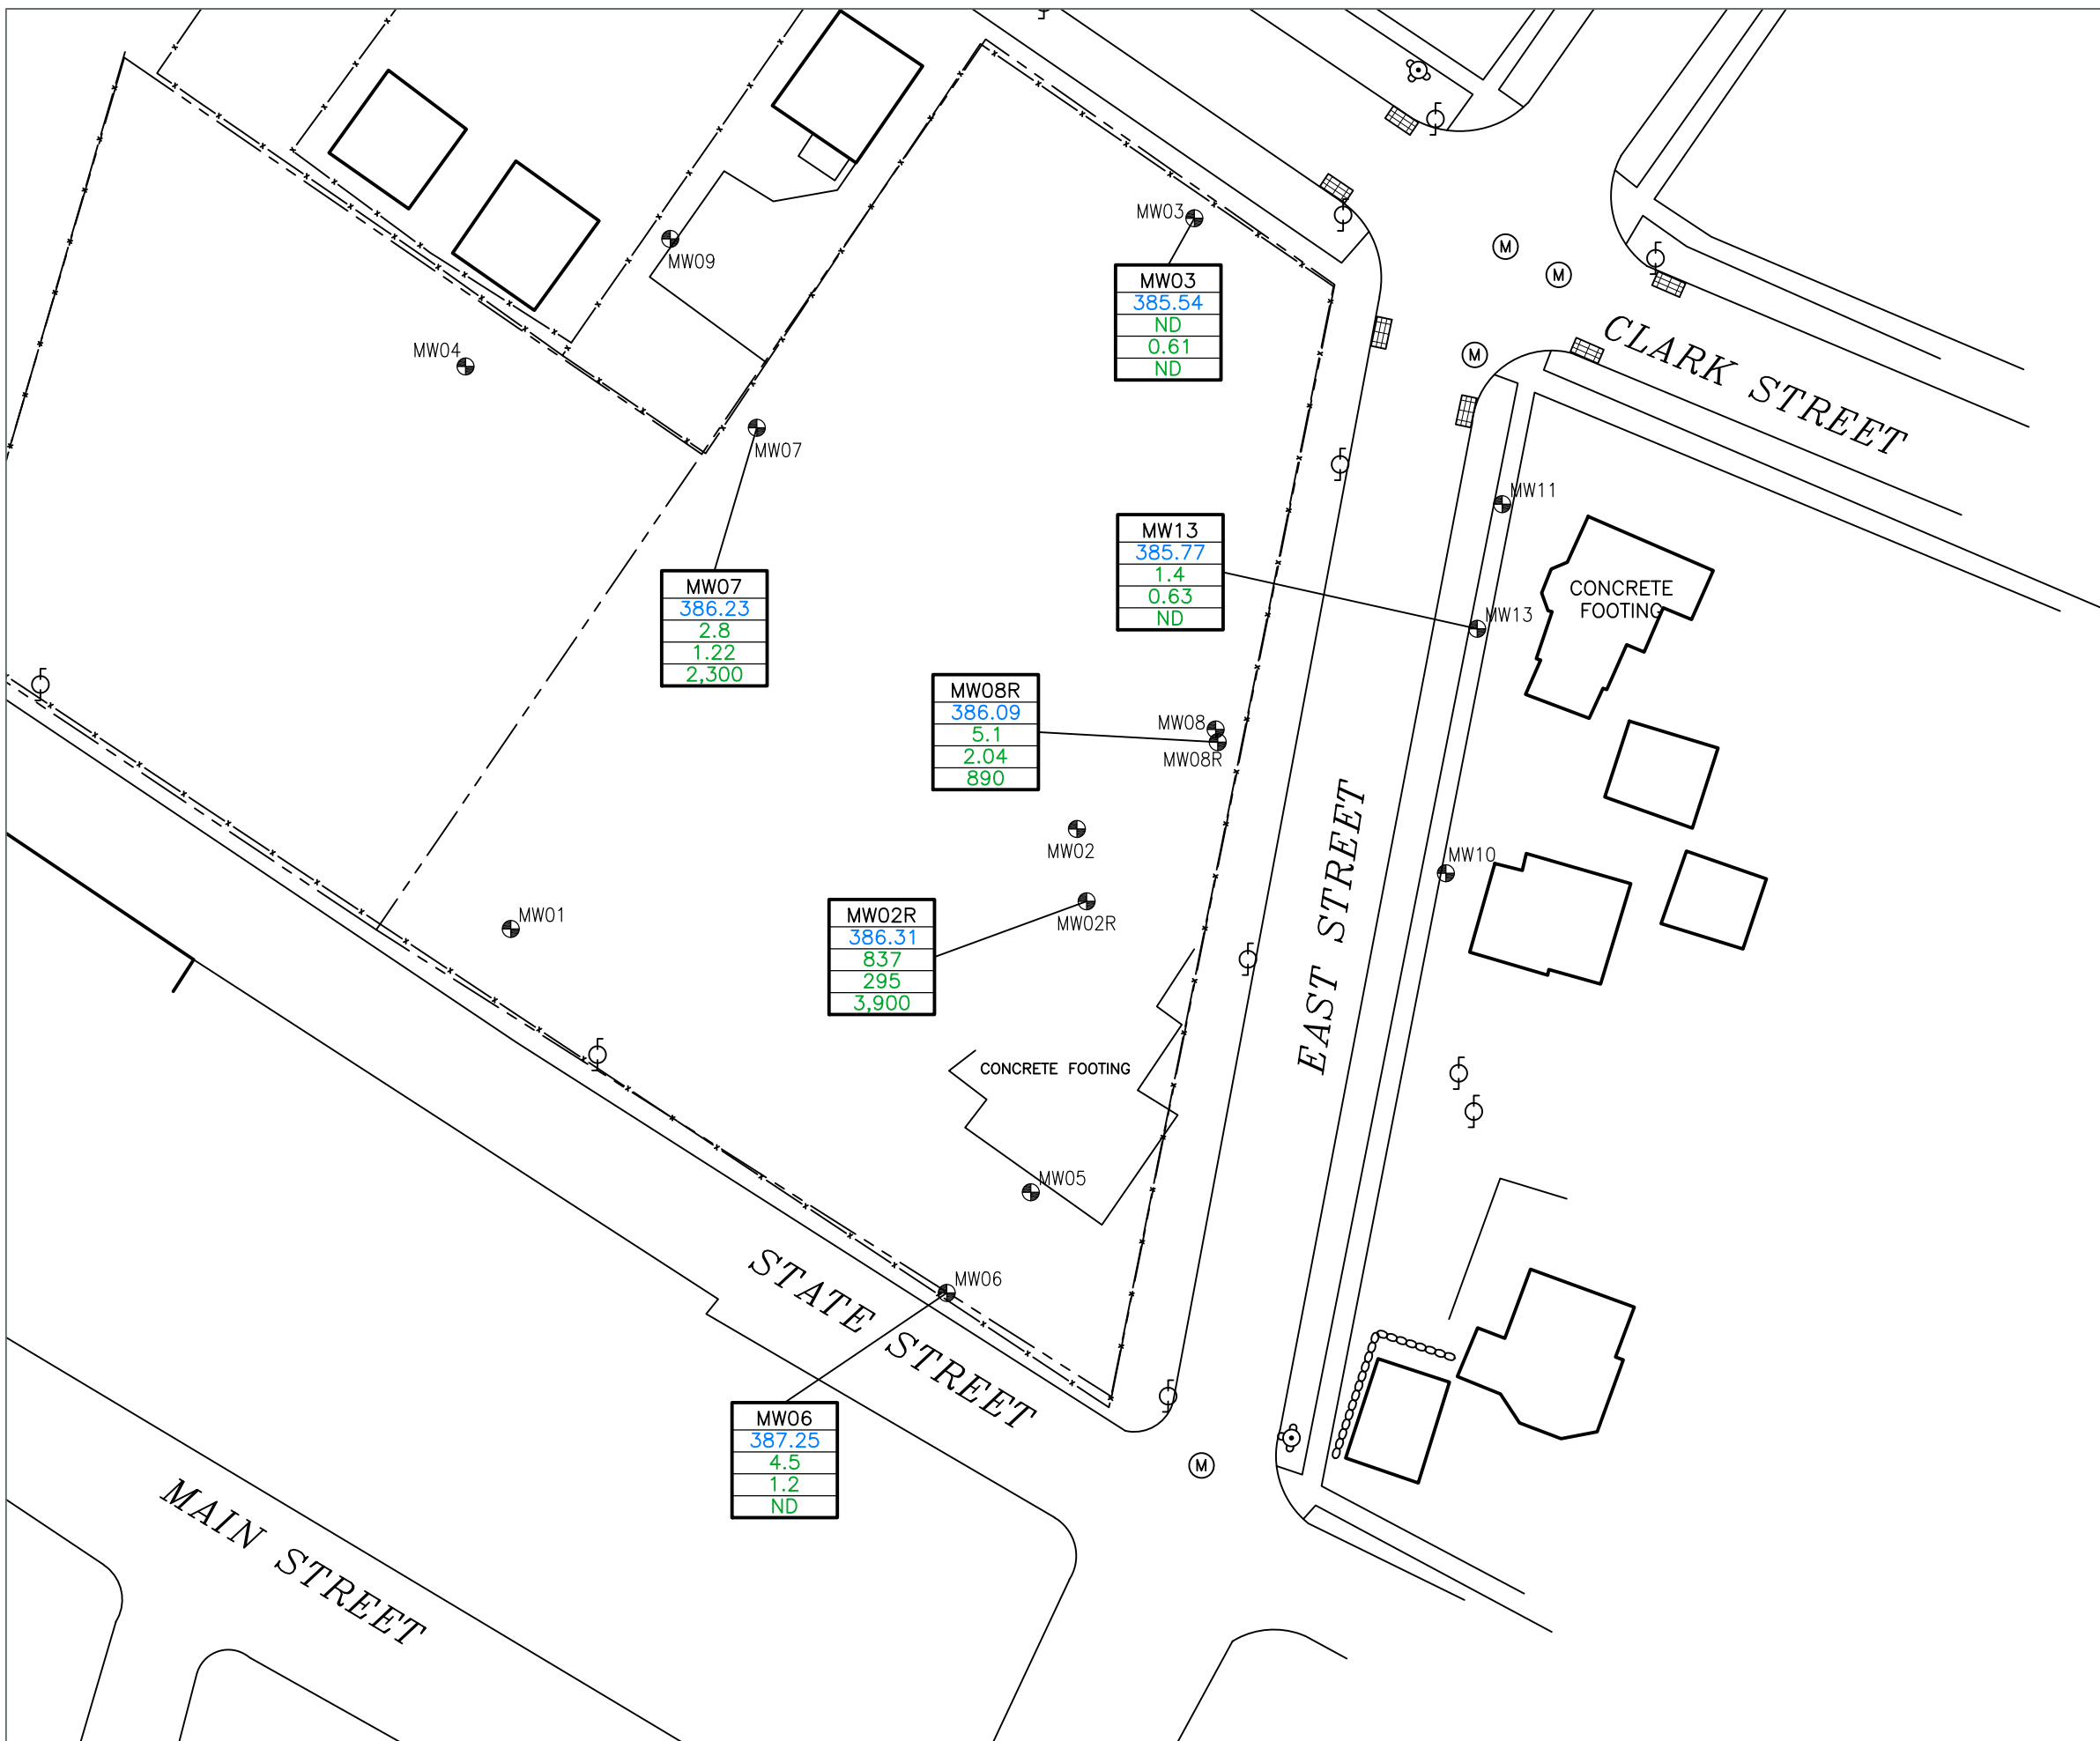 MW03
MW09
MW03
385.54
ND
0.61
ND
M
M
CLARK STREET
MW04
M
MW07
MW11
MW13
385.77
1.4
0.63
ND
CONCRETE
FOOTING
MW07
386.23
2.8
1.22
2,300
MW13
MW08R
386.09
5.1
2.04
890
MW08
MW08R
EAST STREET
MW02
MW10
MW02R
386.31
837
295
3,900
MW01
MW02R
CONCRETE FOOTING
MW05
MW06
STATE STREET
MW06
387.25
4.5
1.2
ND
M
MAIN STREET